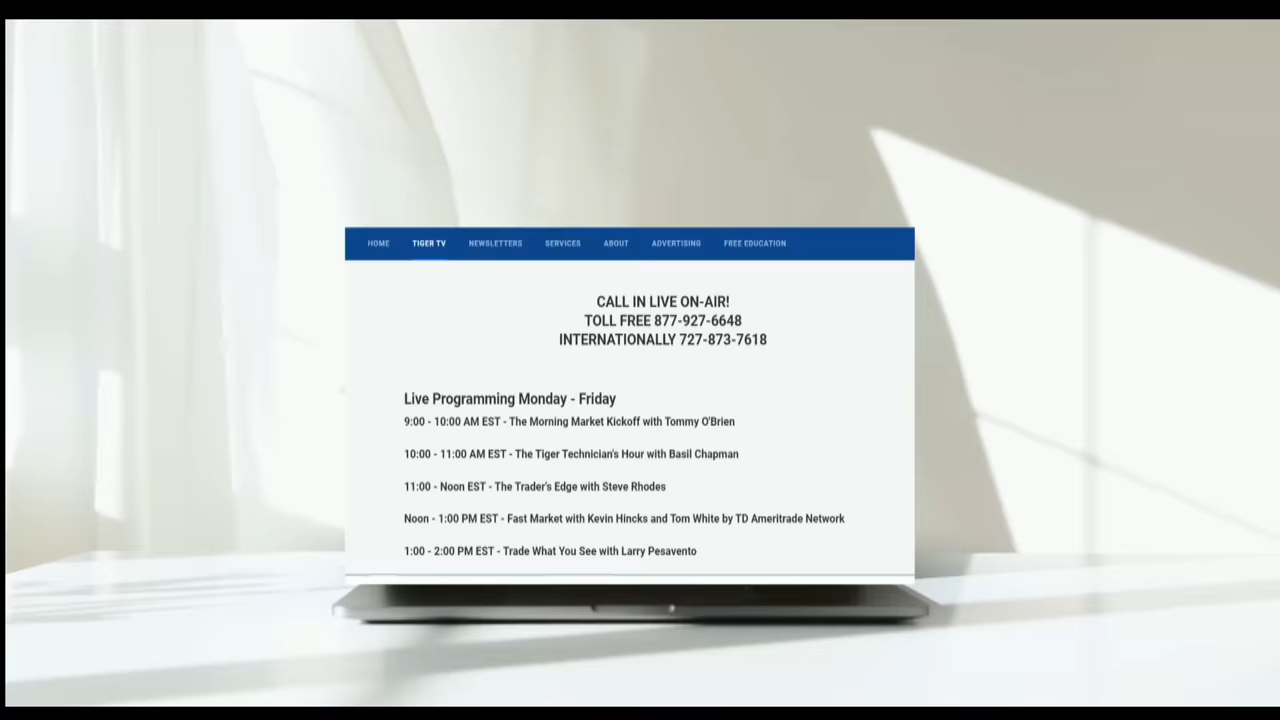 HOME TIGER TV NEWSLETTERS SERVICES ABOUT ADVERTISING FREE EDUCATION
CALL IN LIVE ON-AIR!
TOLL FREE 877-927-6648
INTERNATIONALLY 727-873-7618
Live Programming Monday - Friday
9:00 - 10:00 AM EST - The Morning Market Kickoff with Tommy O'Brien
10:00 - 11:00 AM EST - The Tiger Technician's Hour with Basil Chapman
11:00 - Noon EST - The Trader's Edge with Steve Rhodes
Noon - 1:00 PM EST - Fast Market with Kevin Hincks and Tom White by TD Ameritrade Network
1:00 - 2:00 PM EST - Trade What You See with Larry Pesavento